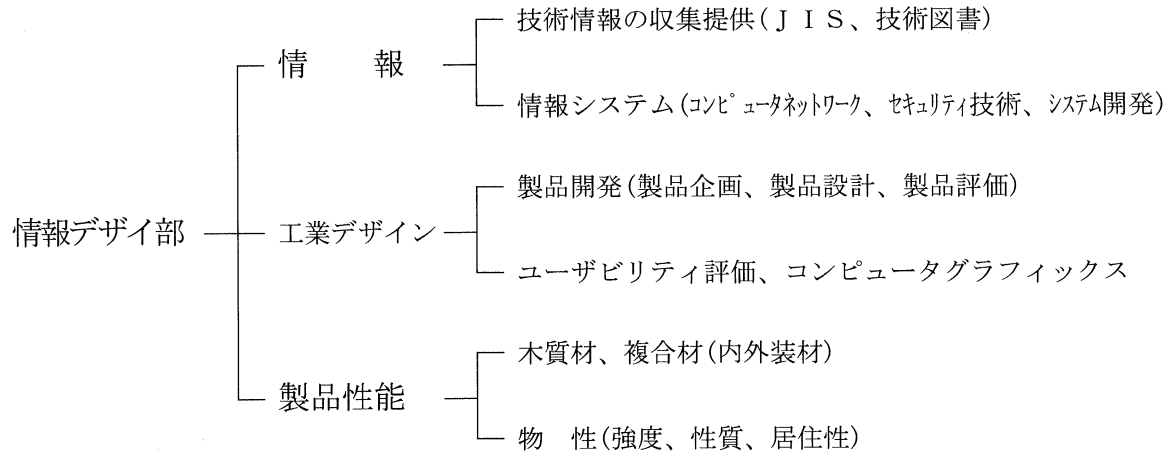 技術情報の収集提供(ＪＩＳ、技術図書)
情　　報
情報システム(ｺﾝﾋﾟｭｰﾀﾈｯﾄﾜｰｸ、ｾｷｭﾘﾃｨ技術、ｼｽﾃﾑ開発)
製品開発(製品企画、製品設計、製品評価)
情報デザイ部
工業デザイン
ユーザビリティ評価、コンピュータグラフィックス
木質材、複合材(内外装材)
製品性能
物　性(強度、性質、居住性)